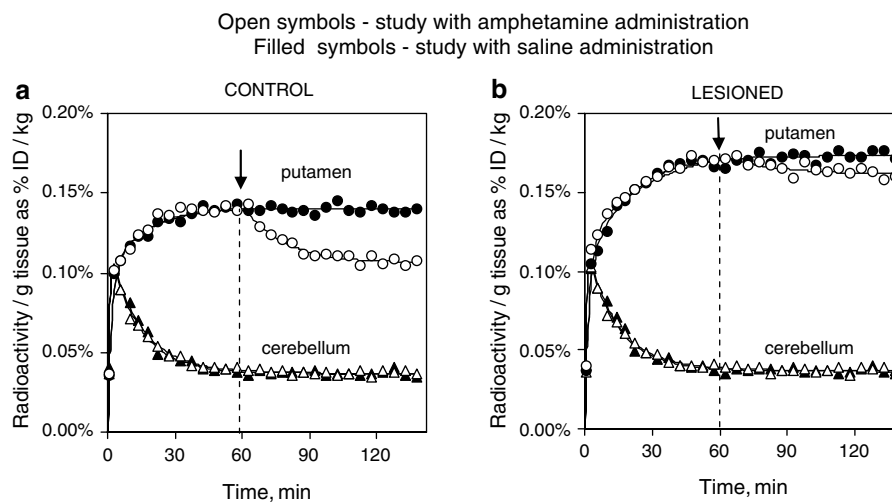 Open symbols - study with amphetamine administration
Filled symbols - study with saline administration
a
CONTROL
0.20%
0.15%
0.10%
0.05%
0.00%
putamen
cerebellum
0 30 60 90 120
Time, min
Radioactivity / g tissue as % ID / kg
b
LESIONED
0.20%
0.15%
0.10%
0.05%
0.00%
putamen
cerebellum
0 30 60 90 120
Time, min
Radioactivity / g tissue as % ID / kg